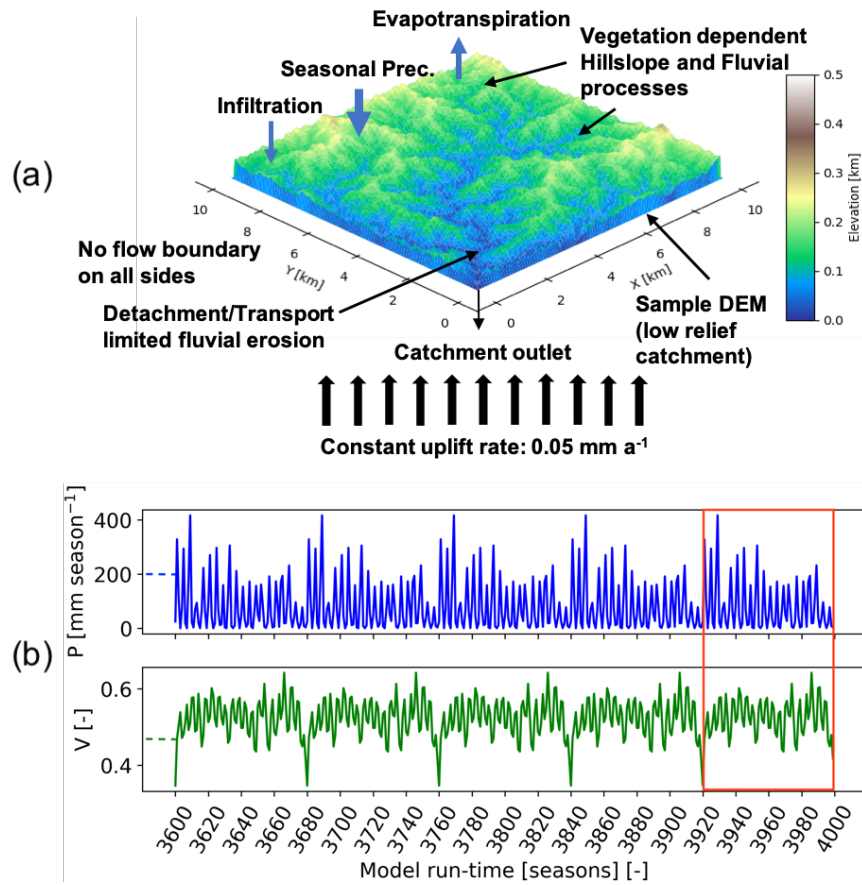 (a)
Evapotranspiration
Seasonal Prec.
Infiltration
Vegetation dependent
Hillslope and Fluvial
processes
0.5
0.4
0.3
0.2
0.1
0.0
Elevation [km]
10
8
6
4
2
0
Y [km]
0
2
4
6
8
10
X [km]
No flow boundary
on all sides
Detachment/Transport
limited fluvial erosion
Sample DEM
(low relief
catchment)
Catchment outlet
Constant uplift rate: 0.05 mm a⁻¹
(b)
P [mm season⁻¹]
400
200
0
V [-]
0.6
0.4
3600
3620
3640
3660
3680
3700
3720
3740
3760
3780
3800
3820
3840
3860
3880
3900
3920
3940
3960
3980
4000
Model run-time [seasons] [-]